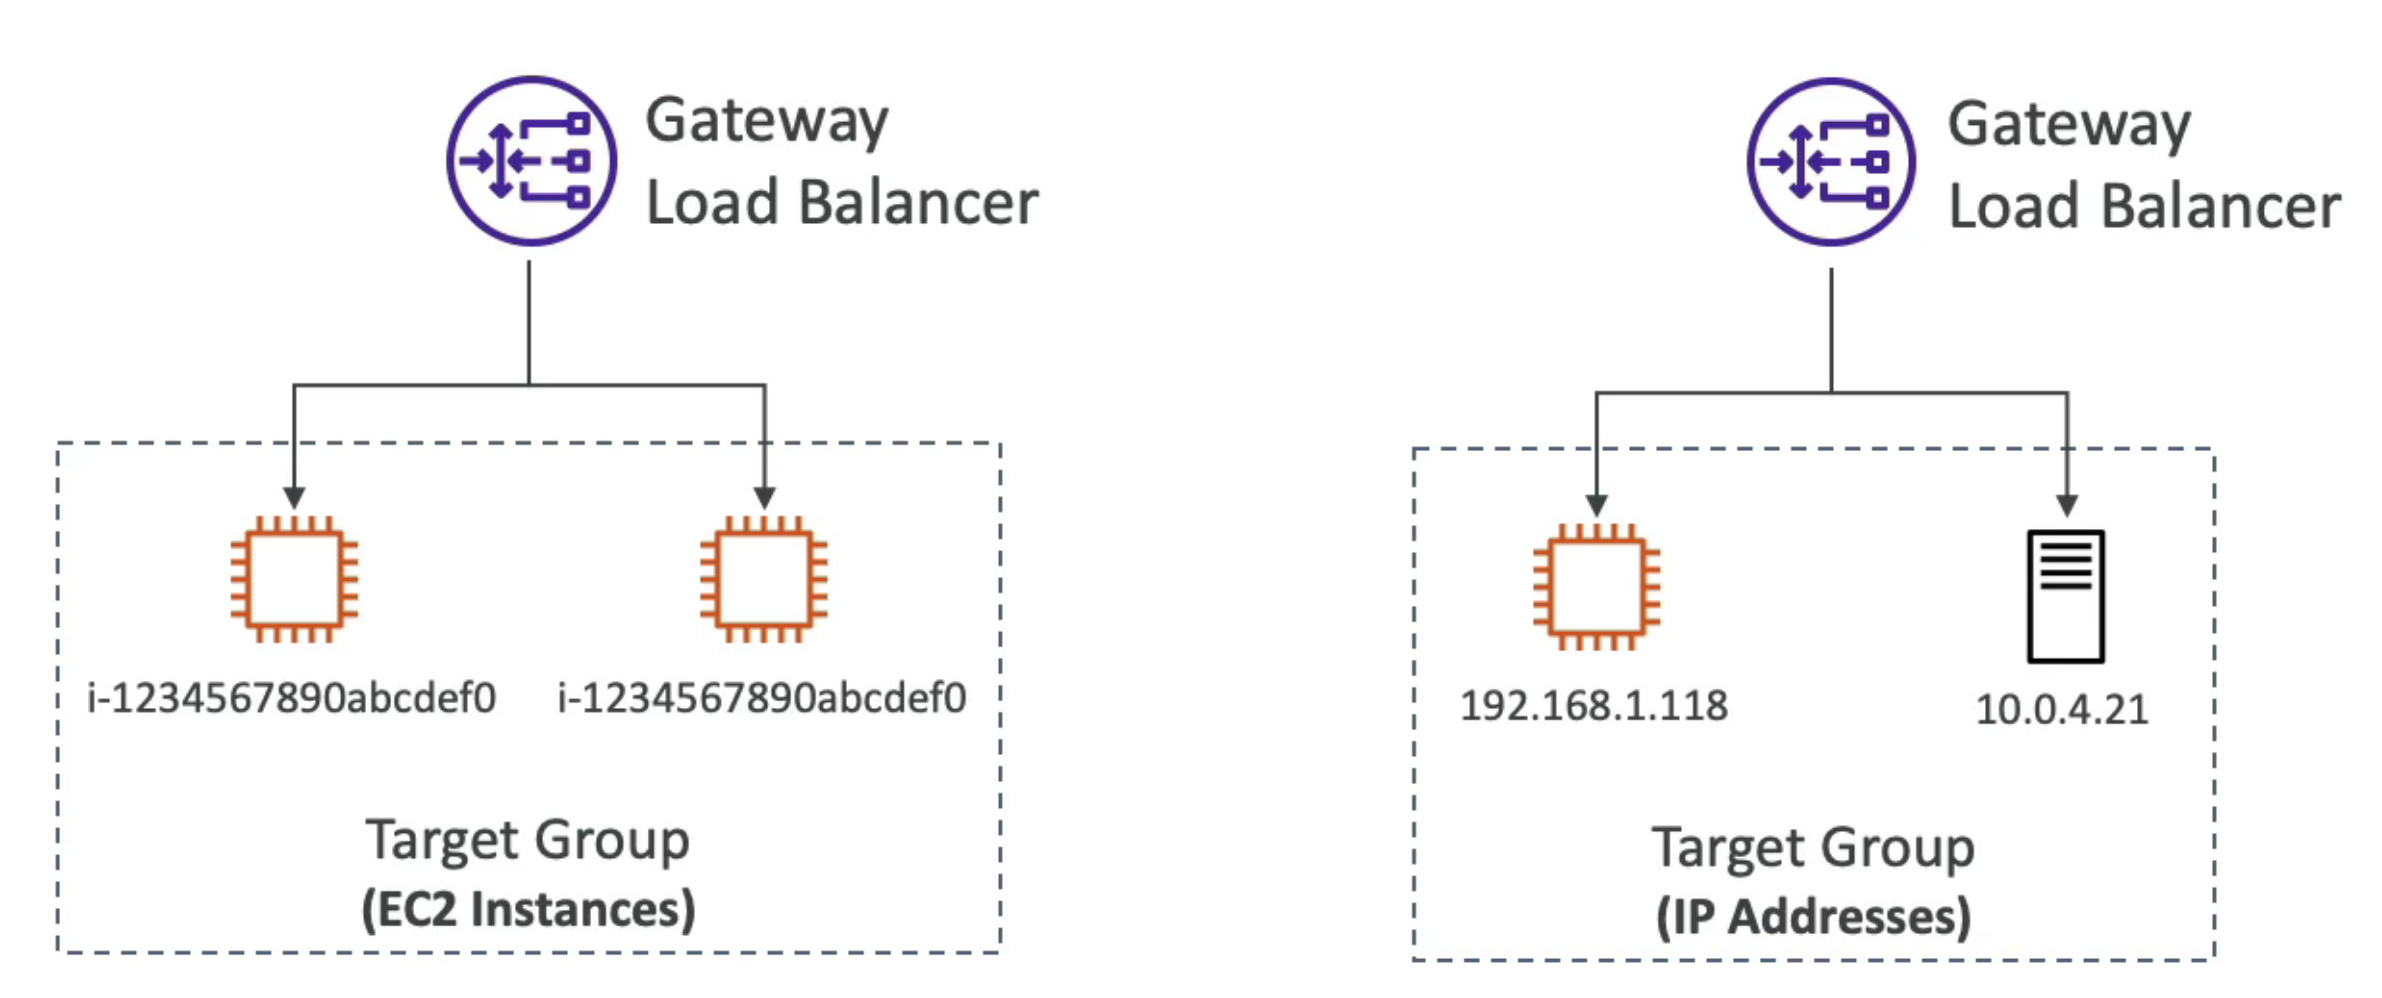 Gateway
Load Balancer
i-1234567890abcdef0
i-1234567890abcdef0
Target Group
(EC2 Instances)
Gateway
Load Balancer
192.168.1.118
10.0.4.21
Target Group
(IP Addresses)